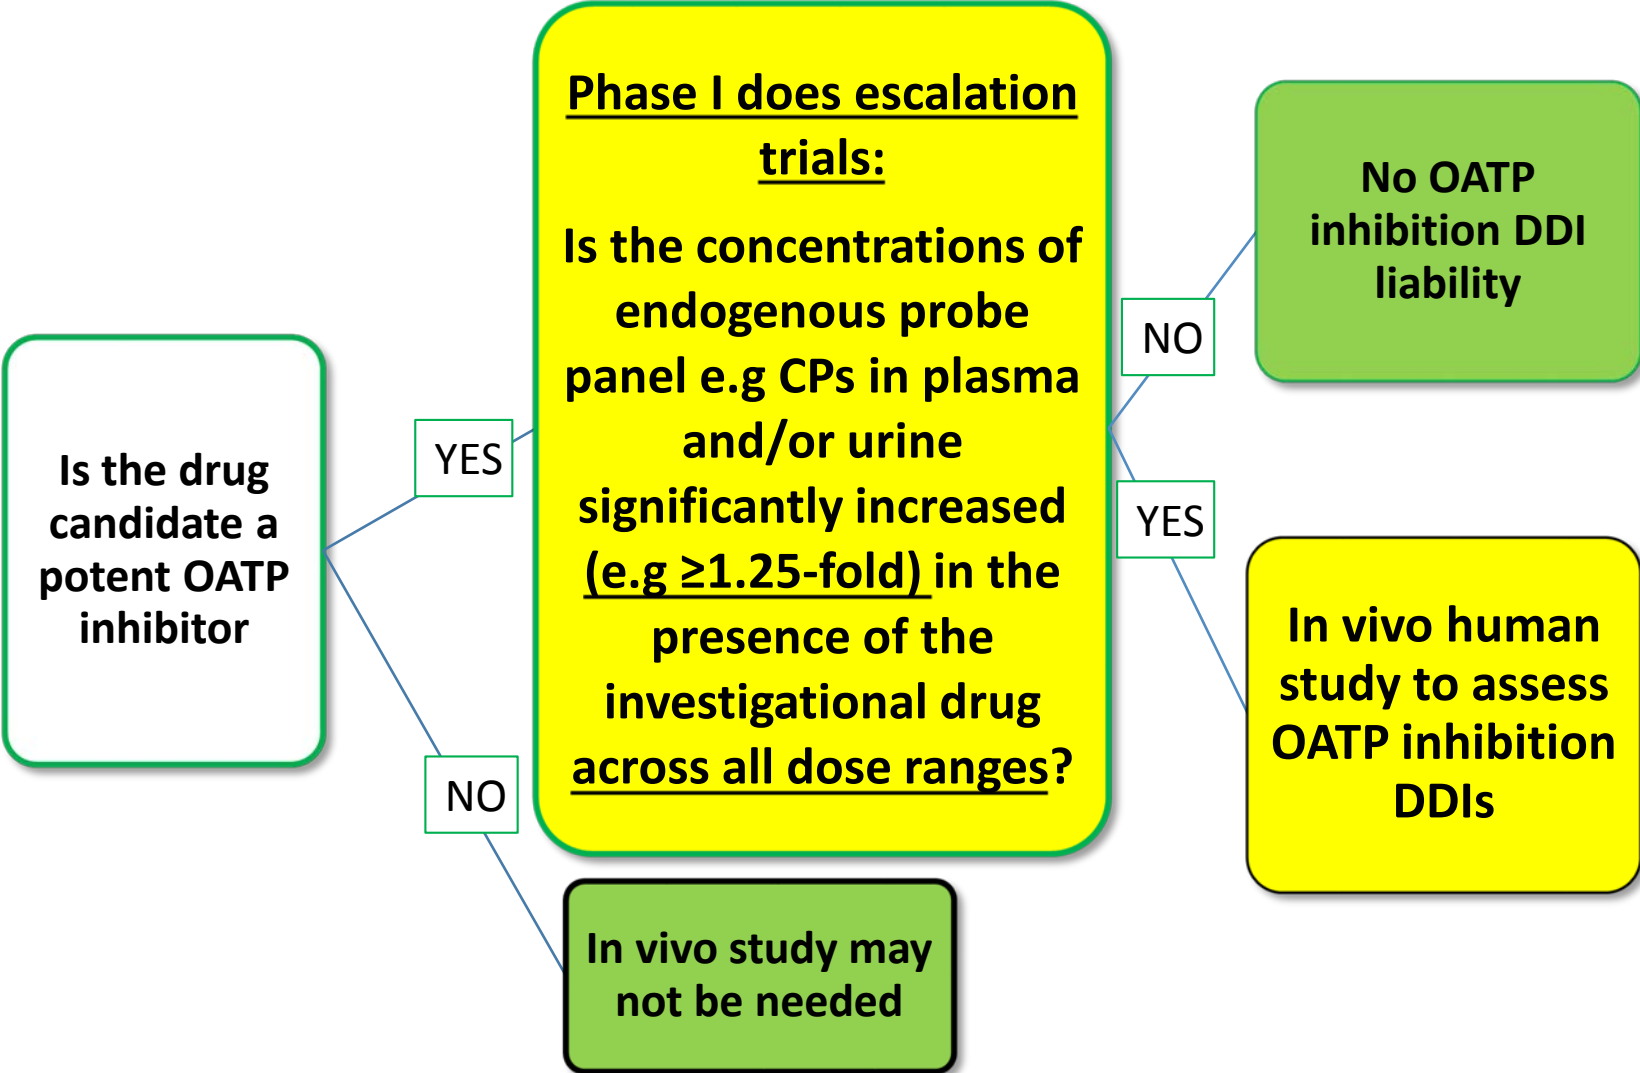 Is the drug
candidate a
potent OATP
inhibitor
YES
NO
Phase I does escalation
trials:
Is the concentrations of
endogenous probe
panel e.g CPs in plasma
and/or urine
significantly increased
(e.g ≥1.25-fold) in the
presence of the
investigational drug
across all dose ranges?
In vivo study may
not be needed
NO
YES
No OATP
inhibition DDI
liability
In vivo human
study to assess
OATP inhibition
DDIs